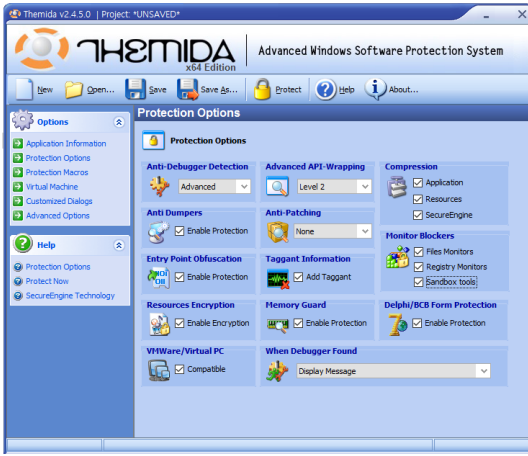 Themida v2.4.5.0 | Project: *UNSAVED*
THEMIDA
x64 Edition
Advanced Windows Software Protection System
New
Open...
Save
Save As...
Protect
Help
About...
Options
Application Information
Protection Options
Protection Macros
Virtual Machine
Customized Dialogs
Advanced Options
Help
Protection Options
Protect Now
SecureEngine Technology
Protection Options
Protection Options
Anti-Debugger Detection
Advanced
Advanced API-Wrapping
Level 2
Compression
Application
Resources
SecureEngine
Anti Dumpers
Enable Protection
Anti-Patching
None
Monitor Blockers
Files Monitors
Registry Monitors
Sandbox tools
Entry Point Obfuscation
Enable Protection
Taggant Information
Add Taggant
Resources Encryption
Enable Encryption
Memory Guard
Enable Protection
Delphi/BCB Form Protection
Enable Protection
VMWare/Virtual PC
Compatible
When Debugger Found
Display Message